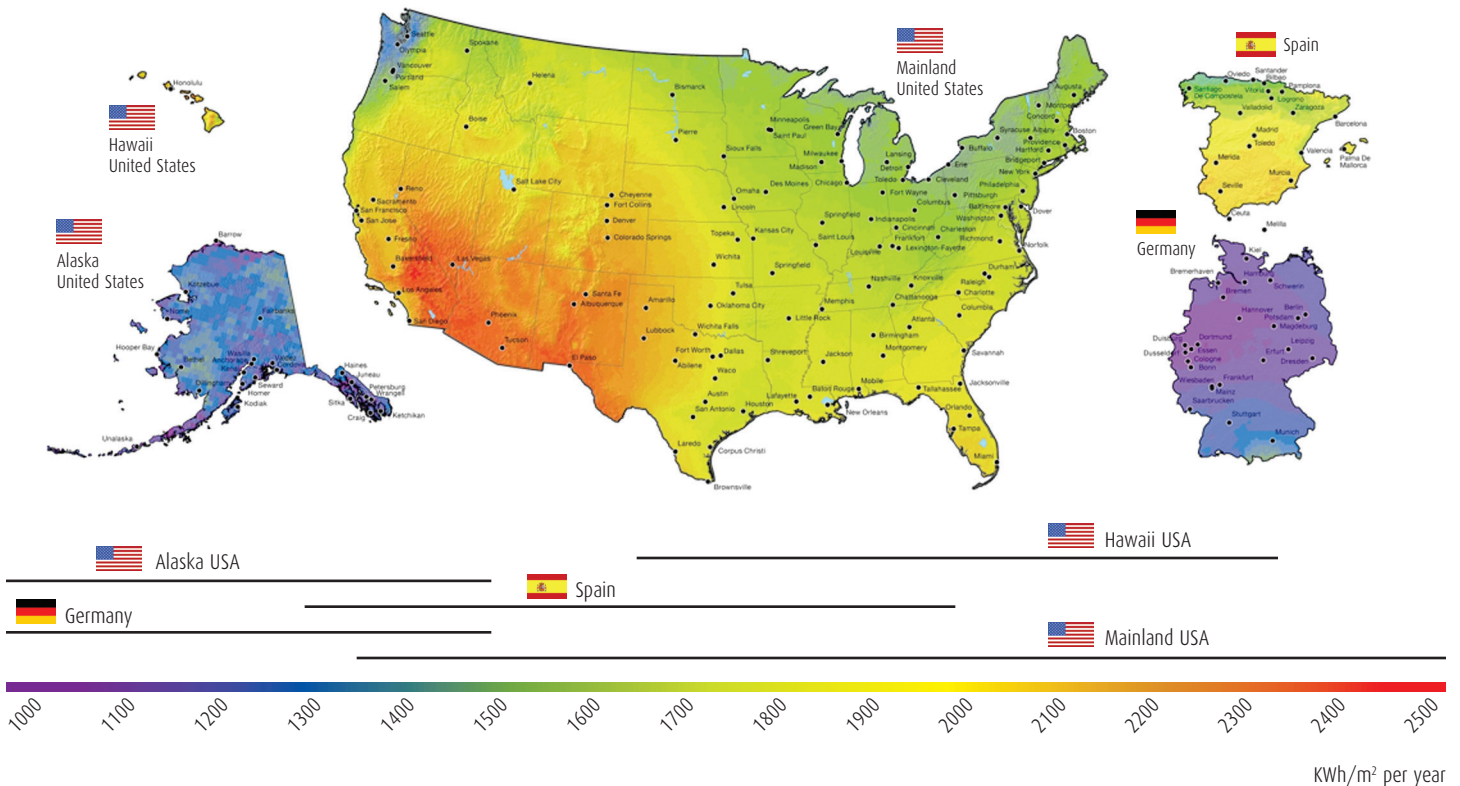 Hawaii
United States
Honolulu
Alaska
United States
Barrow
Kotzebue
Nome
Fairbanks
Hooper Bay
Bethel
Wasilla
Anchorage
Kenai
Valdez
Cordova
Dillingham
Seward
Homer
Kodiak
Unalaska
Haines
Juneau
Petersburg
Wrangell
Sitka
Craig
Ketchikan
Mainland
United States
Seattle
Olympia
Spokane
Vancouver
Portland
Salem
Helena
Boise
Bismarck
Pierre
Minneapolis
Saint Paul
Green Bay
Sioux Falls
Milwaukee
Madison
Lansing
Detroit
Buffalo
Erie
Syracuse
Albany
Augusta
Concord
Boston
Providence
Hartford
Bridgeport
New York
Reno
Sacramento
San Francisco
San Jose
Fresno
Salt Lake City
Cheyenne
Fort Collins
Denver
Colorado Springs
Omaha
Lincoln
Des Moines
Chicago
Toledo
Cleveland
Fort Wayne
Pittsburgh
Philadelphia
Columbus
Baltimore
Washington
Dover
Springfield
Indianapolis
Cincinnati
Charleston
Richmond
Norfolk
Topeka
Kansas City
Saint Louis
Louisville
Frankfort
Lexington-Fayette
Las Vegas
Los Angeles
San Diego
Phoenix
Tucson
Santa Fe
Albuquerque
El Paso
Amarillo
Lubbock
Wichita
Springfield
Tulsa
Oklahoma City
Wichita Falls
Fort Worth
Dallas
Abilene
Waco
Austin
San Antonio
Houston
Laredo
Corpus Christi
Brownsville
Nashville
Knoxville
Durham
Raleigh
Charlotte
Memphis
Chattanooga
Columbia
Little Rock
Atlanta
Birmingham
Montgomery
Savannah
Shreveport
Jackson
Mobile
Baton Rouge
Lafayette
New Orleans
Tallahassee
Jacksonville
Orlando
Tampa
Miami
Spain
Oviedo
Santander
Bilbao
Santiago
De Compostela
Vitoria
Pamplona
Logrono
Valladolid
Zaragoza
Barcelona
Madrid
Toledo
Merida
Valencia
Palma De
Mallorca
Seville
Murcia
Ceuta
Melilla
Germany
Kiel
Bremerhaven
Hamburg
Schwerin
Bremen
Hannover
Berlin
Potsdam
Magdeburg
Duisburg
Dortmund
Dusseldorf
Essen
Cologne
Bonn
Leipzig
Erfurt
Dresden
Wiesbaden
Frankfurt
Mainz
Saarbrucken
Stuttgart
Munich
Hawaii USA
Alaska USA
Spain
Germany
Mainland USA
1000
1100
1200
1300
1400
1500
1600
1700
1800
1900
2000
2100
2200
2300
2400
2500
KWh/m² per year